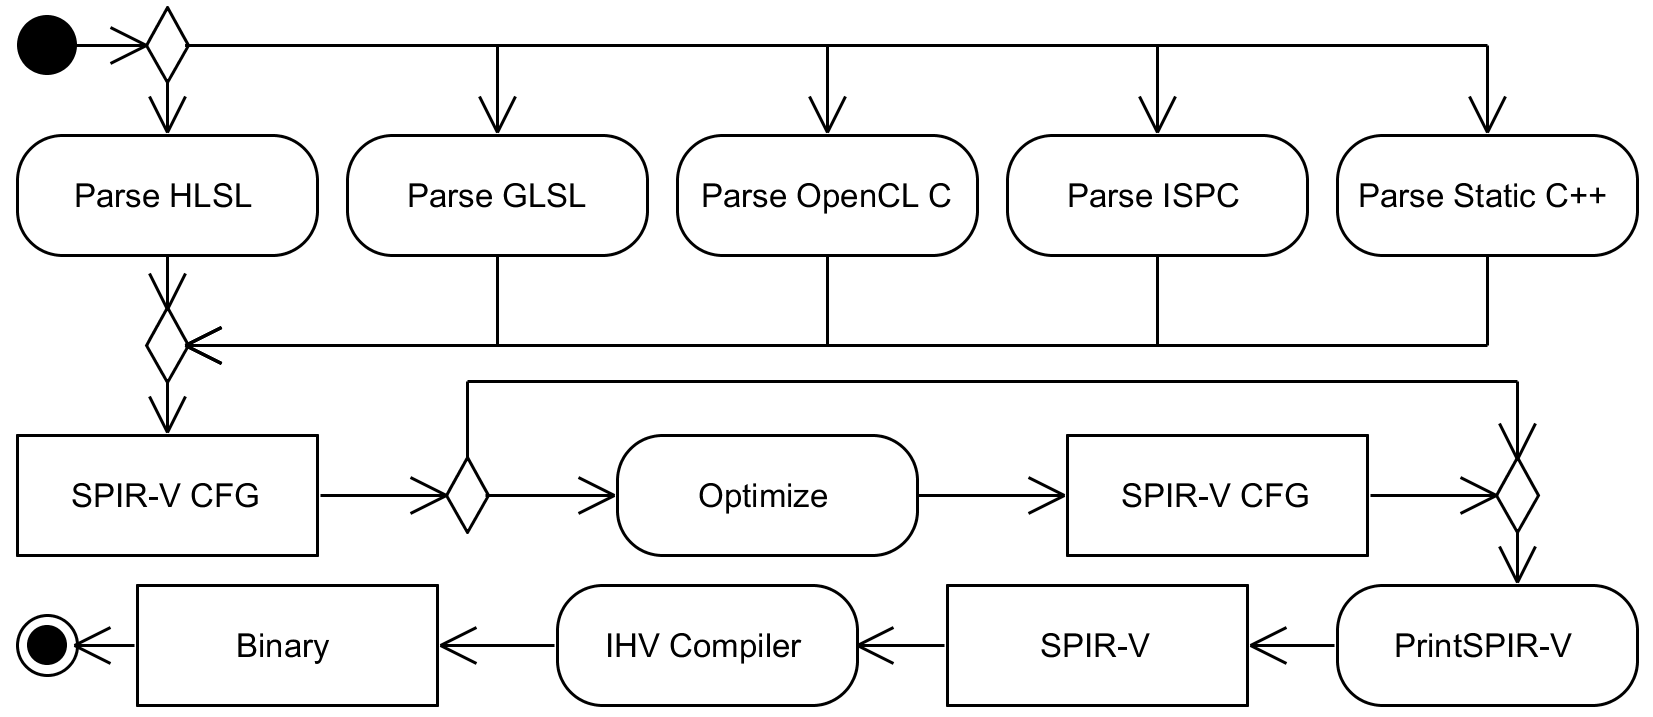 Parse HLSL
Parse GLSL
Parse OpenCL C
Parse ISPC
Parse Static C++
SPIR-V CFG
Optimize
SPIR-V CFG
Binary
IHV Compiler
SPIR-V
PrintSPIR-V